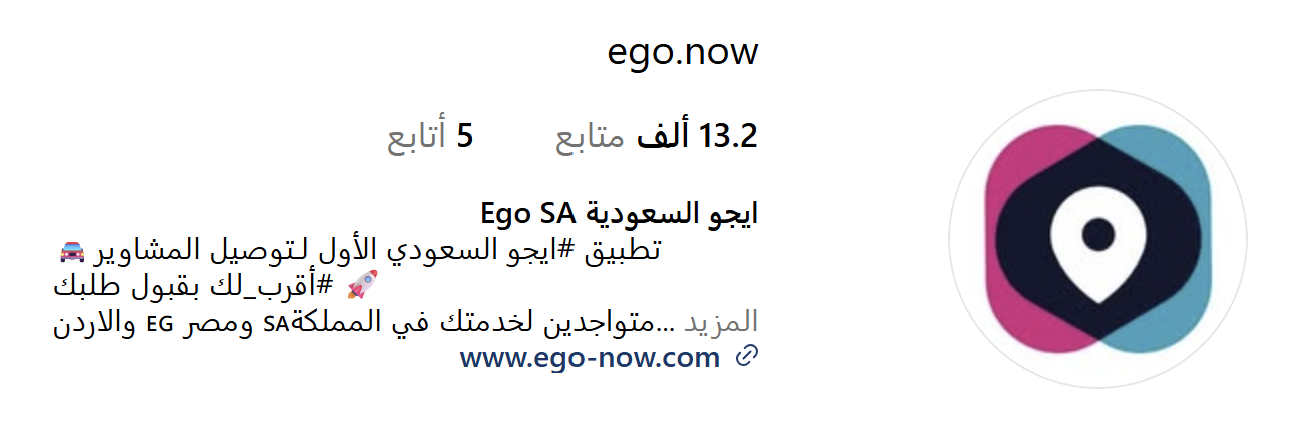 ego.now
13.2 ألف متابع 5 أتابع
ايجو السعودية Ego SA
تطبيق #ايجو السعودي الأول لـتوصيل المشاوير 🚘
#أقرب_لك بقبول طلبك 🚀
متواجدين لخدمتك في المملكةSA ومصر EG والاردن... المزيد
www.ego-now.com